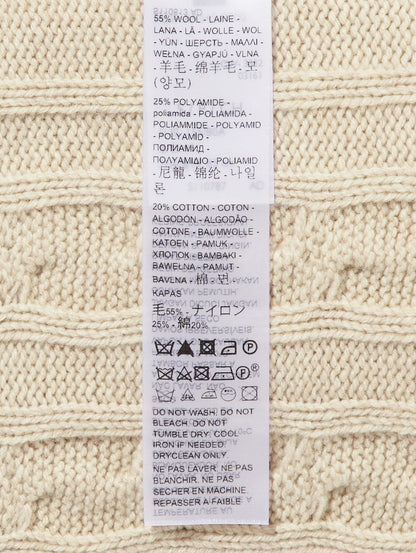 55% WOOL - LAINE -
LANA - LÃ - WOLLE - WOL
- YÜN - ШЕРСТЬ - ΜΑΛΛΙ
WEŁNA - GYAPJÚ - VLNA
- 羊毛 - 绵羊毛 - 모
(양모)
25% POLYAMIDE -
poliamida - POLIAMIDA -
POLIAMMIDE - POLYAMID
- POLYAMİD -
ПОЛИАМИД -
ΠΟΛΥΑΜΙΔΙΟ - POLIAMID
- 尼龍 - 锦纶 - 나일
론
20% COTTON - COTON -
ALGODÓN - ALGODÃO -
COTONE - BAUMWOLLE -
KATOEN - PAMUK -
ХЛОПОК - ΒΑΜΒΑΚΙ -
BAWEŁNA - PAMUT -
BAVLNA - 棉 - 면 -
KAPAS
毛55% - ナイロン
25% - 綿20%
DO NOT WASH. DO NOT
BLEACH. DO NOT
TUMBLE DRY. COOL
IRON IF NEEDED.
DRYCLEAN ONLY.
NE PAS LAVER. NE PAS
BLANCHIR. NE PAS
SECHER EN MACHINE.
REPASSER A FAIBLE